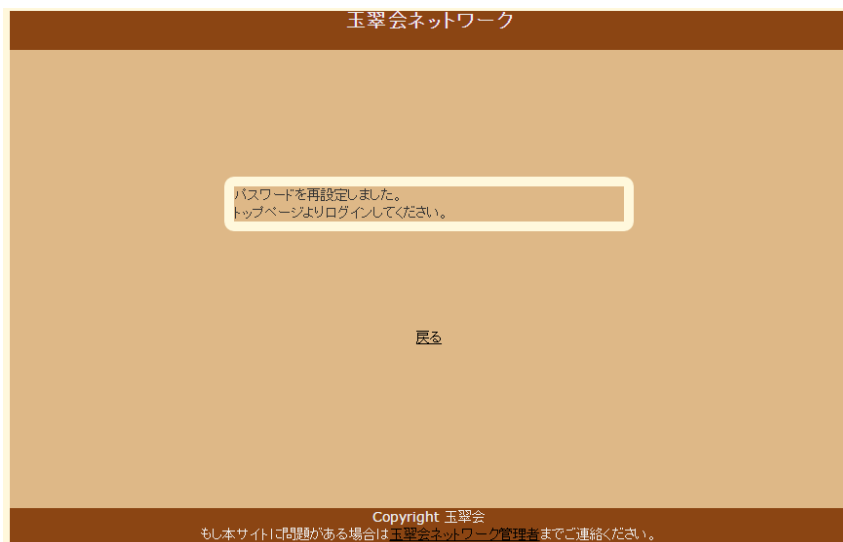 玉翠会ネットワーク
パスワードを再設定しました。
トップページよりログインしてください。
戻る
Copyright 玉翠会
もし本サイトに問題がある場合は玉翠会ネットワーク管理者までご連絡ください。